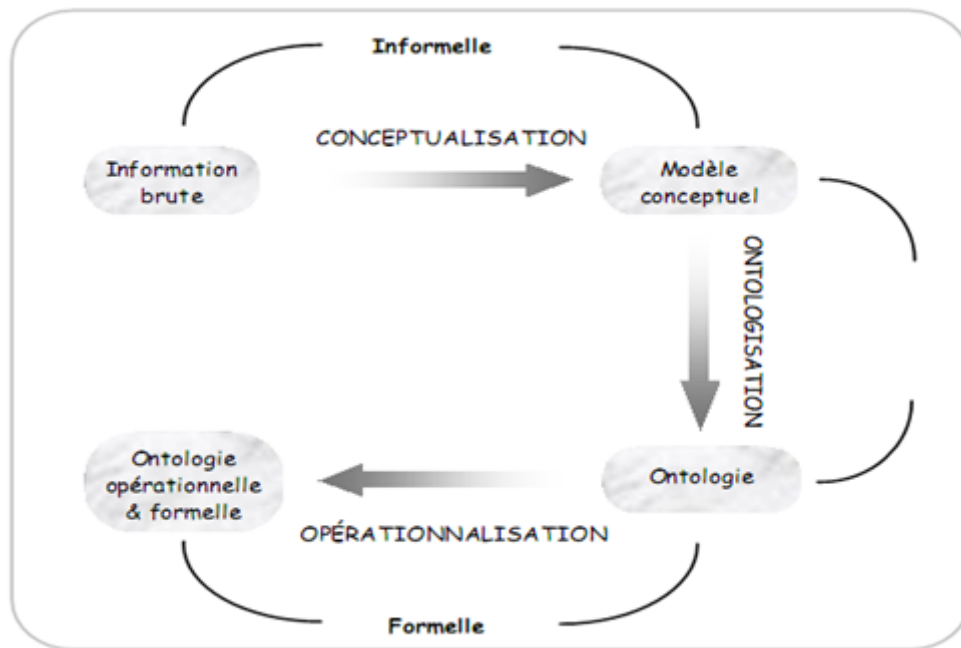 Informelle
CONCEPTUALISATION
Information
brute
Modèle
conceptuel
ONTOLOGISATION
Ontologie
opérationnelle
& formelle
Ontologie
OPÉRATIONNALISATION
Formelle